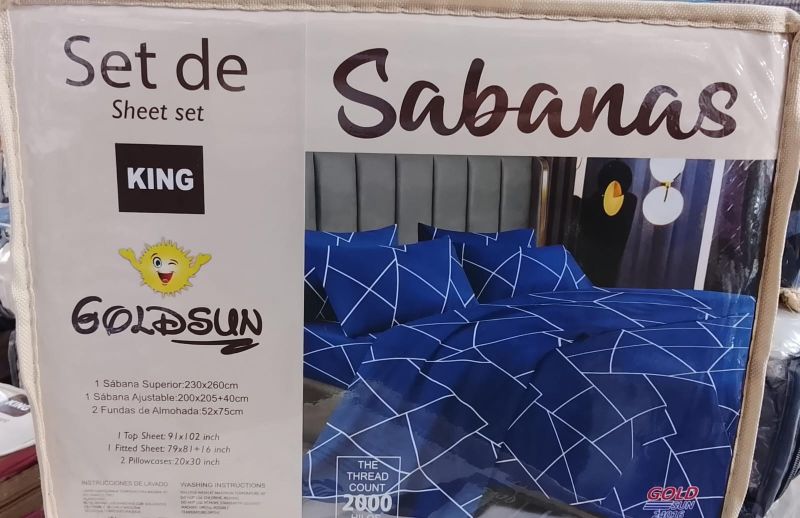 Set de
Sheet set
Sabanas
KING
GOLDSUN
1 Sábana Superior:230x260cm
1 Sábana Ajustable:200x205+40cm
2 Fundas de Almohada:52x75cm
1 Top Sheet: 91x102 inch
1 Fitted Sheet: 79x81+16 inch
2 Pillowcases:20x30 inch
INSTRUCCIONES DE LAVADO
WASHING INSTRUCTIONS
THE
THREAD
COUNT
2000
HILOS
GOLD
SUN